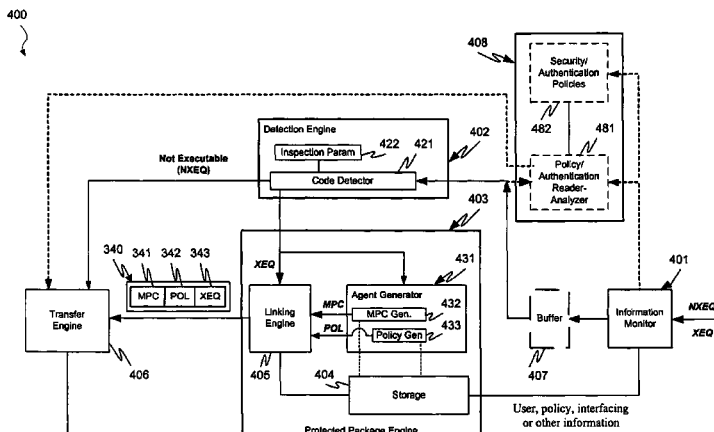 400
408
Security/
Authentication
Policies
482
481
Policy/
Authentication
Reader-
Analyzer
Detection Engine
Inspection Param
422
421
402
Code Detector
Not Executable
(NXEQ)
403
340
341
342
343
MPC
POL
XEQ
XEQ
431
Agent Generator
MPC
MPC Gen.
432
POL
Policy Gen
433
Linking
Engine
405
Transfer
Engine
406
404
Storage
Buffer
407
401
Information
Monitor
NXEQ
XEQ
User, policy, interfacing
or other information
Protected Package Engine